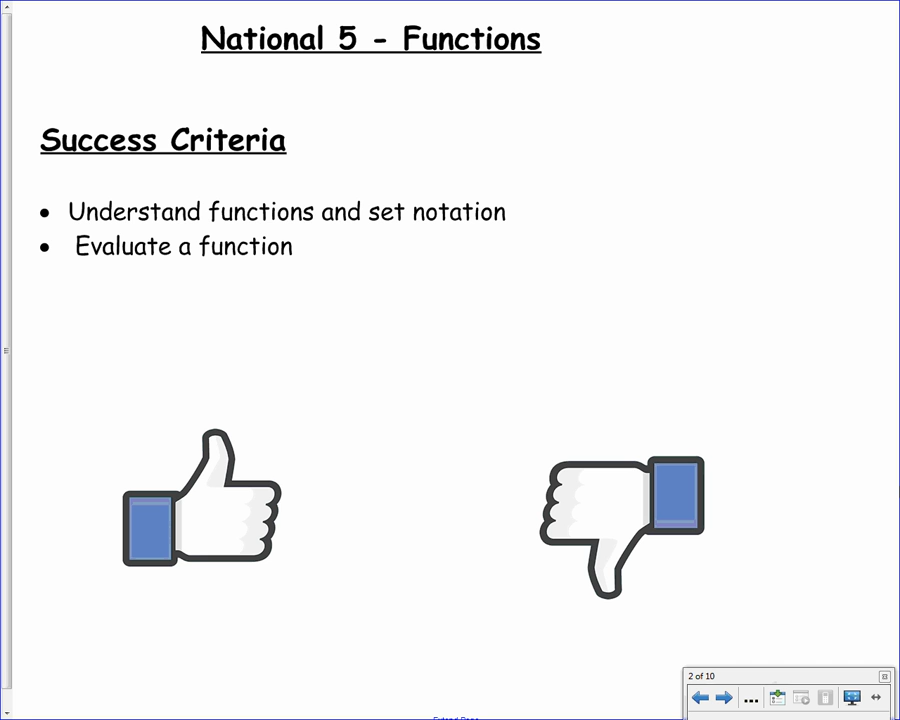 National 5 - Functions
Success Criteria
• Understand functions and set notation
• Evaluate a function
2 of 10